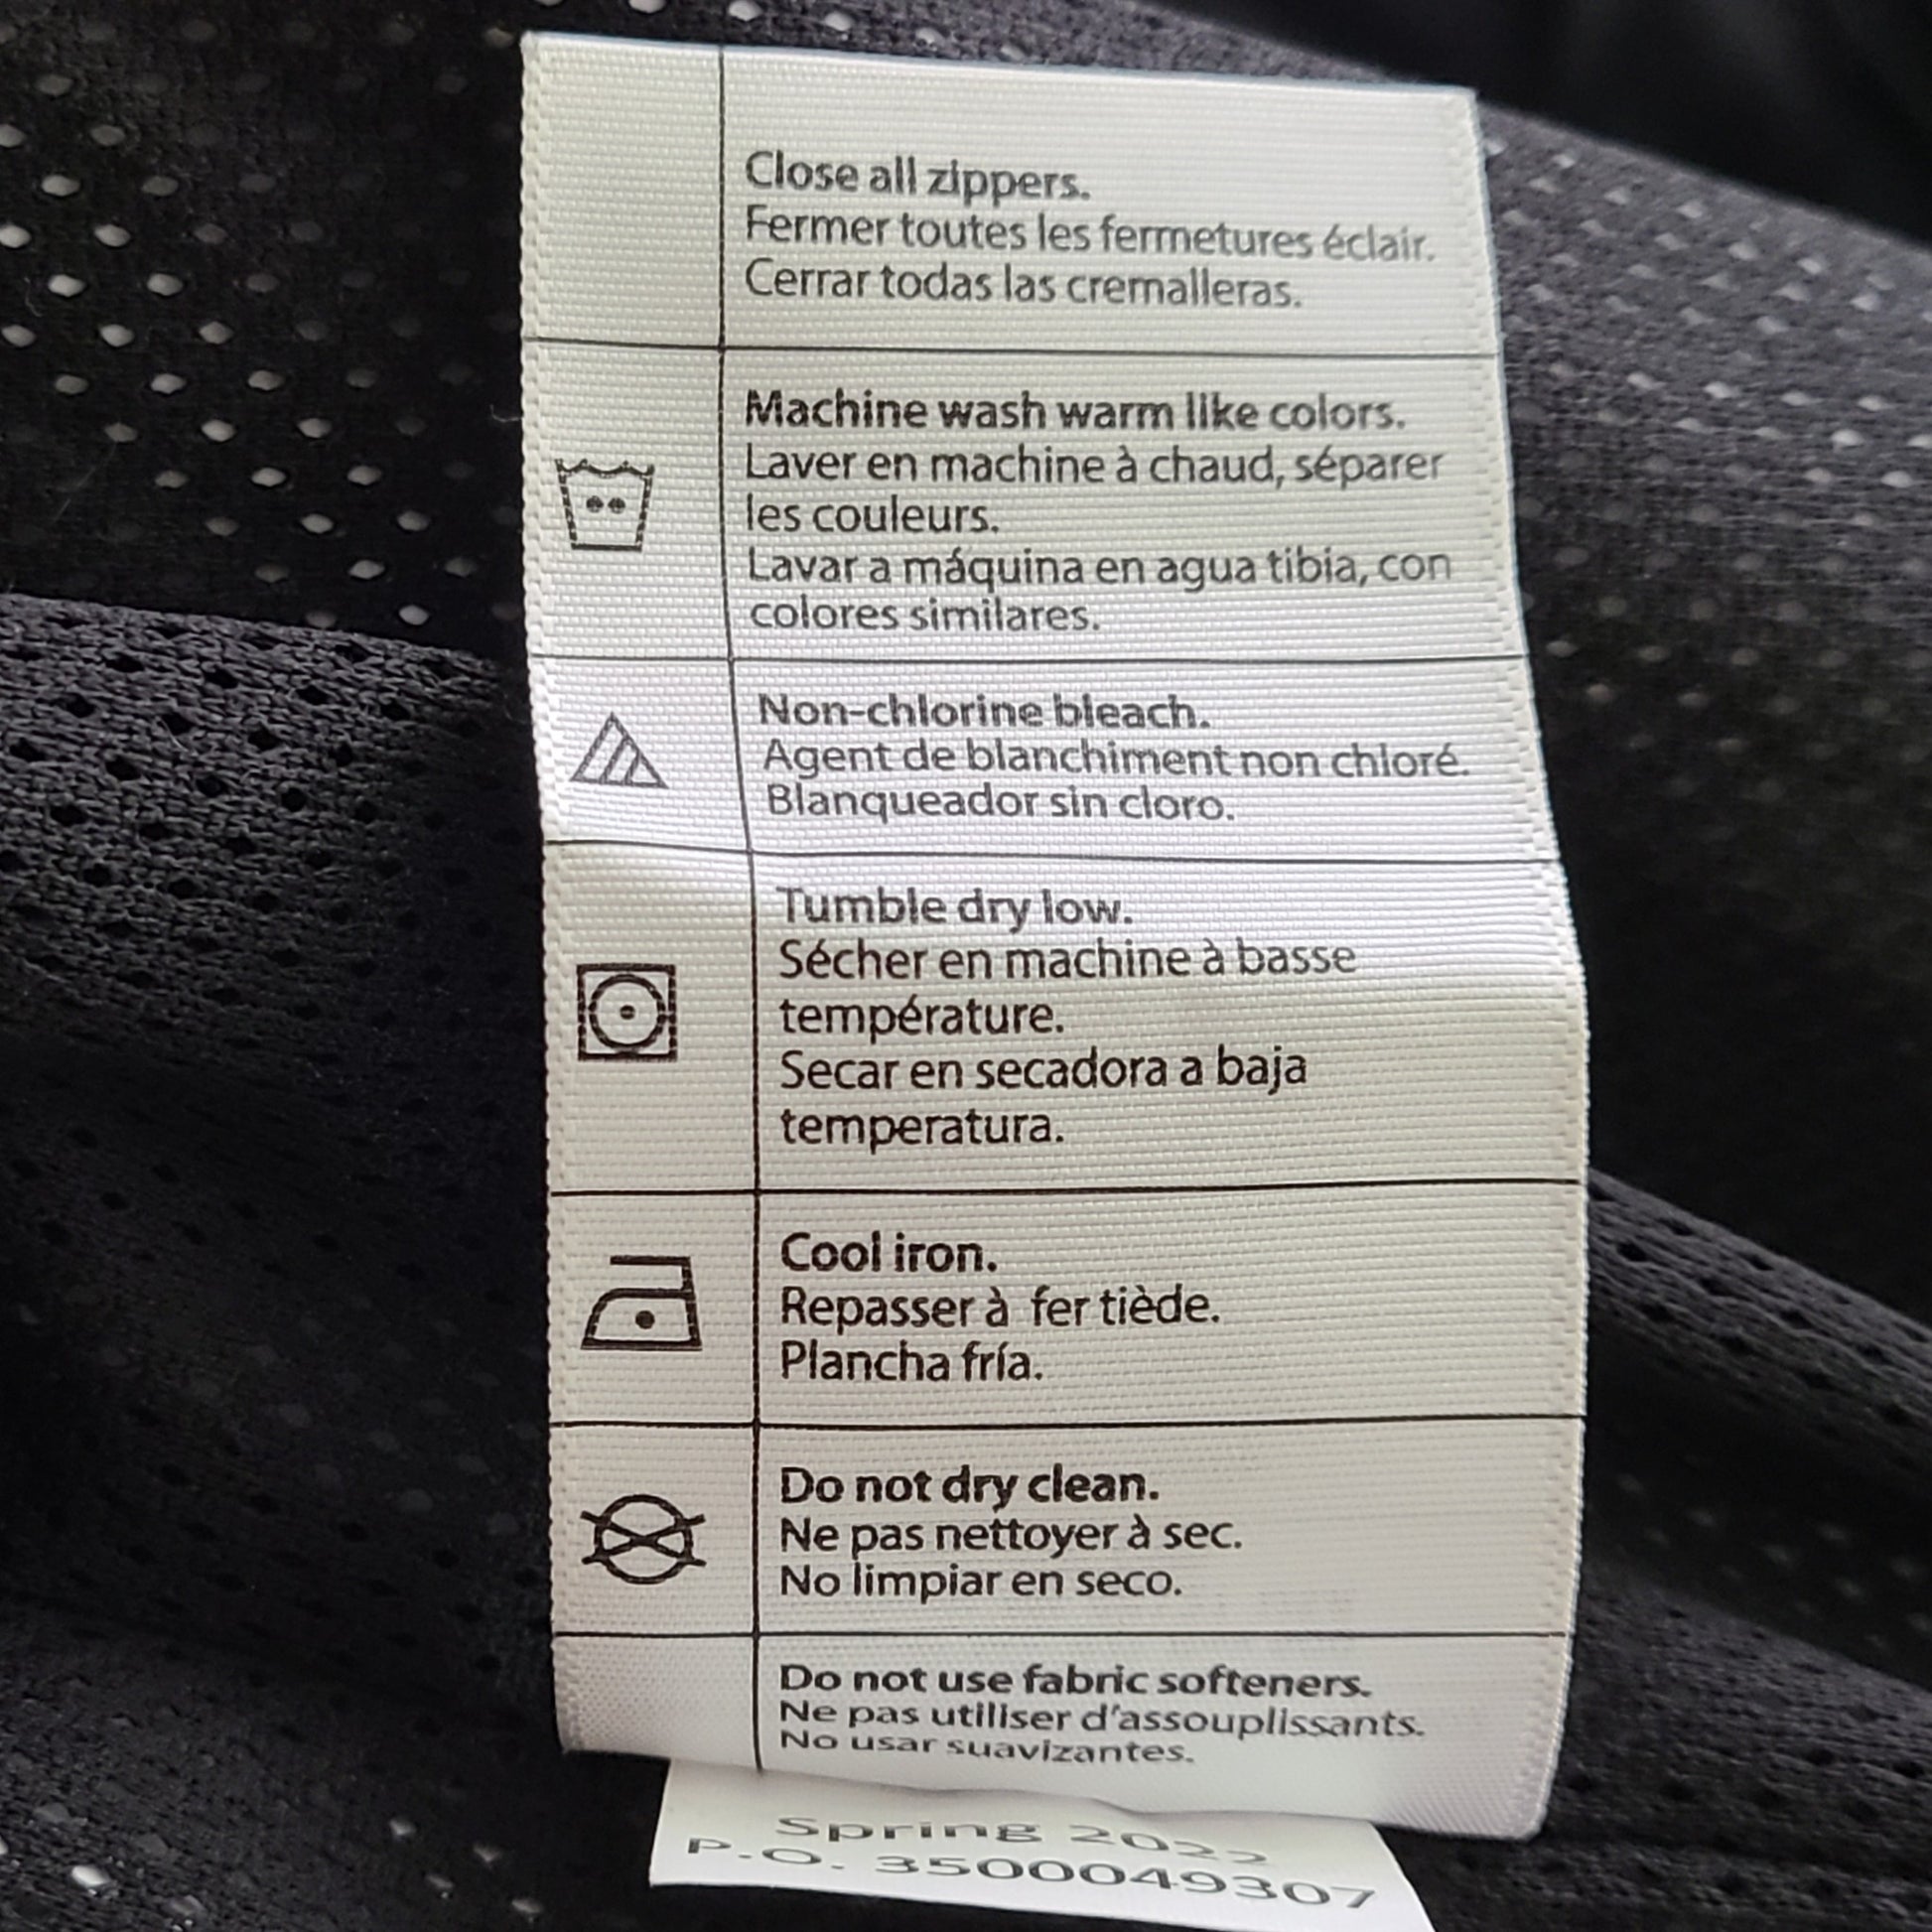 Close all zippers.
Fermer toutes les fermetures éclair.
Cerrar todas las cremalleras.
Machine wash warm like colors.
Laver en machine à chaud, séparer
les couleurs.
Lavar a máquina en agua tibia, con
colores similares.
Non-chlorine bleach.
Agent de blanchiment non chloré.
Blanqueador sin cloro.
Tumble dry low.
Sécher en machine à basse
température.
Secar en secadora a baja
temperatura.
Cool iron.
Repasser à fer tiède.
Plancha fría.
Do not dry clean.
Ne pas nettoyer à sec.
No limpiar en seco.
Do not use fabric softeners.
Ne pas utiliser d'assouplissants.
No usar suavizantes.
Spring 2022
P.O. 3500049307